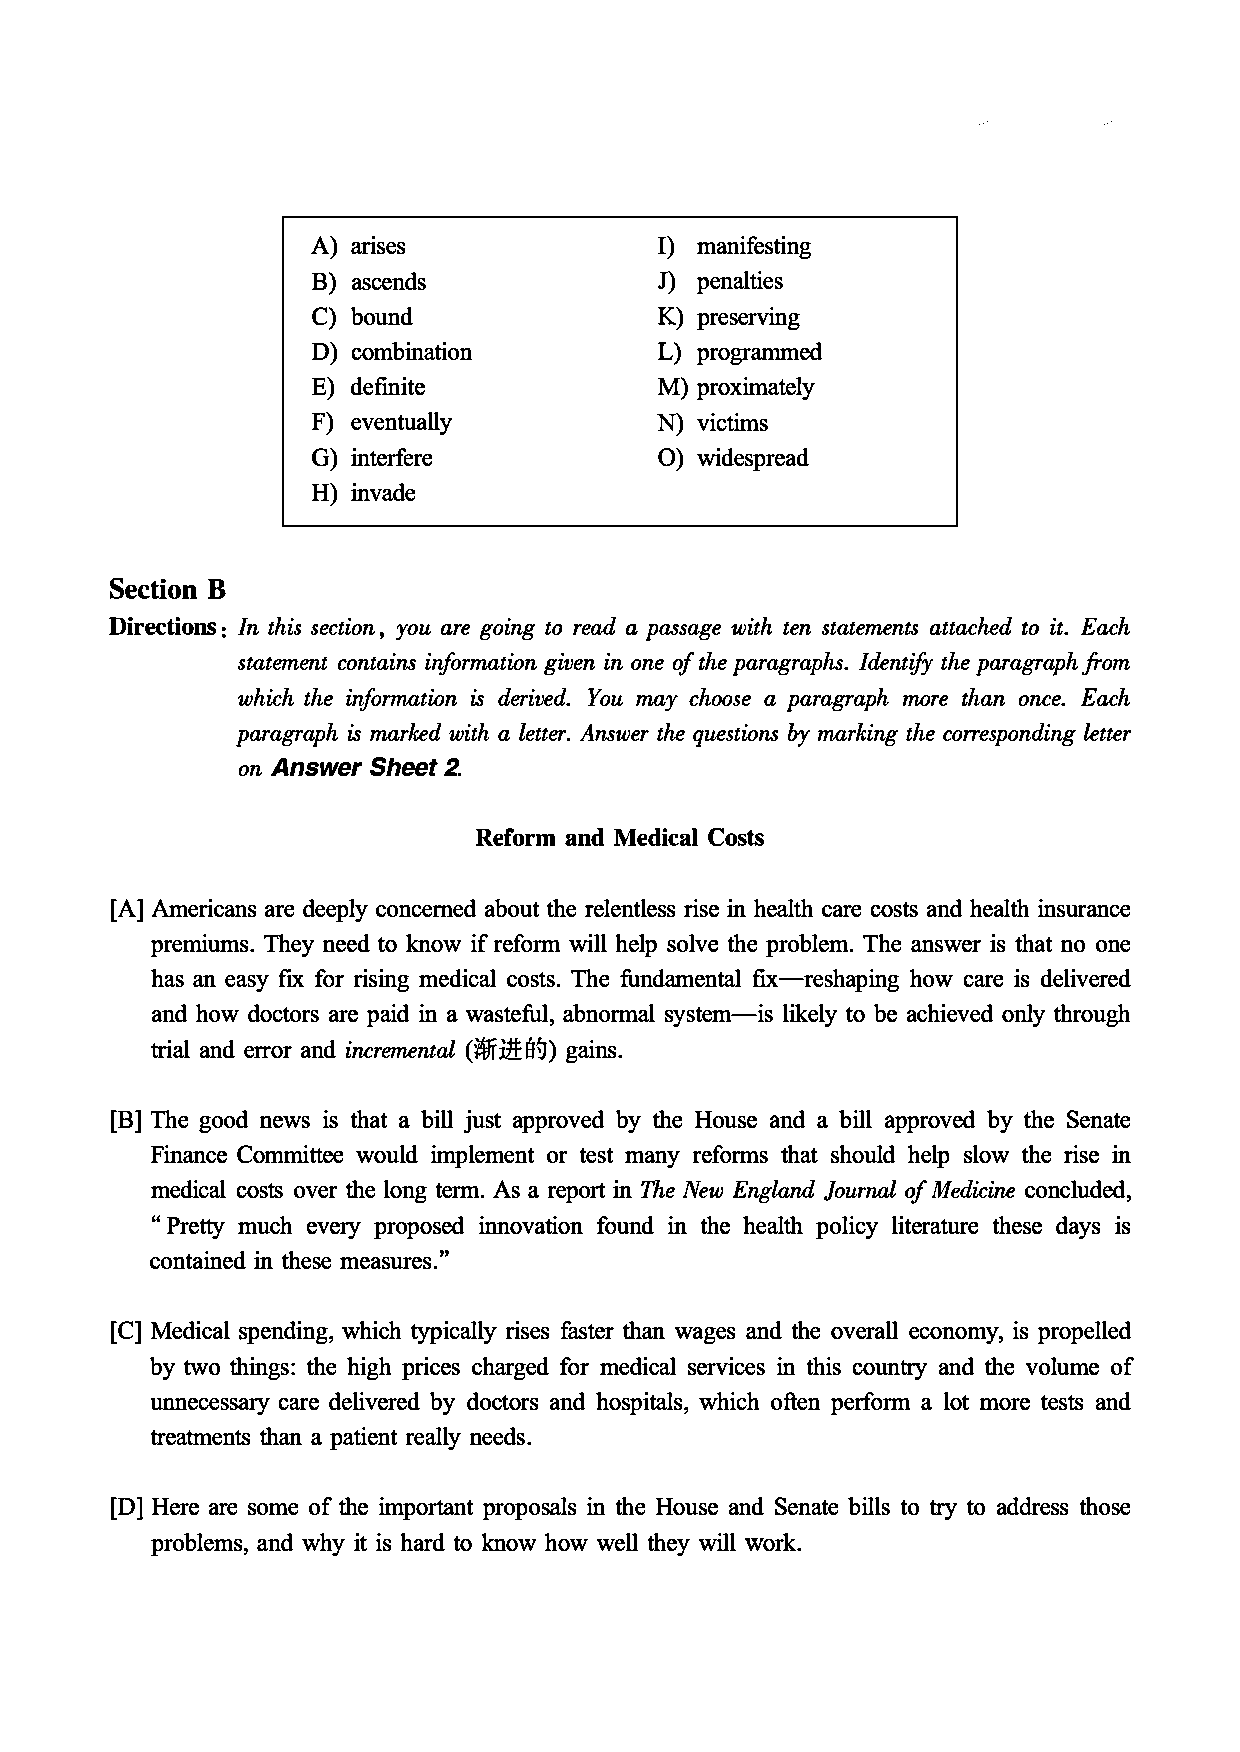 A) arises
B) ascends
C) bound
D) combination
E) definite
F) eventually
G) interfere
H) invade
I) manifesting
J) penalties
K) preserving
L) programmed
M) proximately
N) victims
O) widespread
Section B
Directions: In this section, you are going to read a passage with ten statements attached to it. Each
statement contains information given in one of the paragraphs. Identify the paragraph from
which the information is derived. You may choose a paragraph more than once. Each
paragraph is marked with a letter. Answer the questions by marking the corresponding letter
on Answer Sheet 2.
Reform and Medical Costs
[A] Americans are deeply concerned about the relentless rise in health care costs and health insurance
premiums. They need to know if reform will help solve the problem. The answer is that no one
has an easy fix for rising medical costs. The fundamental fix—reshaping how care is delivered
and how doctors are paid in a wasteful, abnormal system—is likely to be achieved only through
trial and error and incremental (渐进的) gains.
[B] The good news is that a bill just approved by the House and a bill approved by the Senate
Finance Committee would implement or test many reforms that should help slow the rise in
medical costs over the long term. As a report in The New England Journal of Medicine concluded,
“Pretty much every proposed innovation found in the health policy literature these days is
contained in these measures.”
[C] Medical spending, which typically rises faster than wages and the overall economy, is propelled
by two things: the high prices charged for medical services in this country and the volume of
unnecessary care delivered by doctors and hospitals, which often perform a lot more tests and
treatments than a patient really needs.
[D] Here are some of the important proposals in the House and Senate bills to try to address those
problems, and why it is hard to know how well they will work.